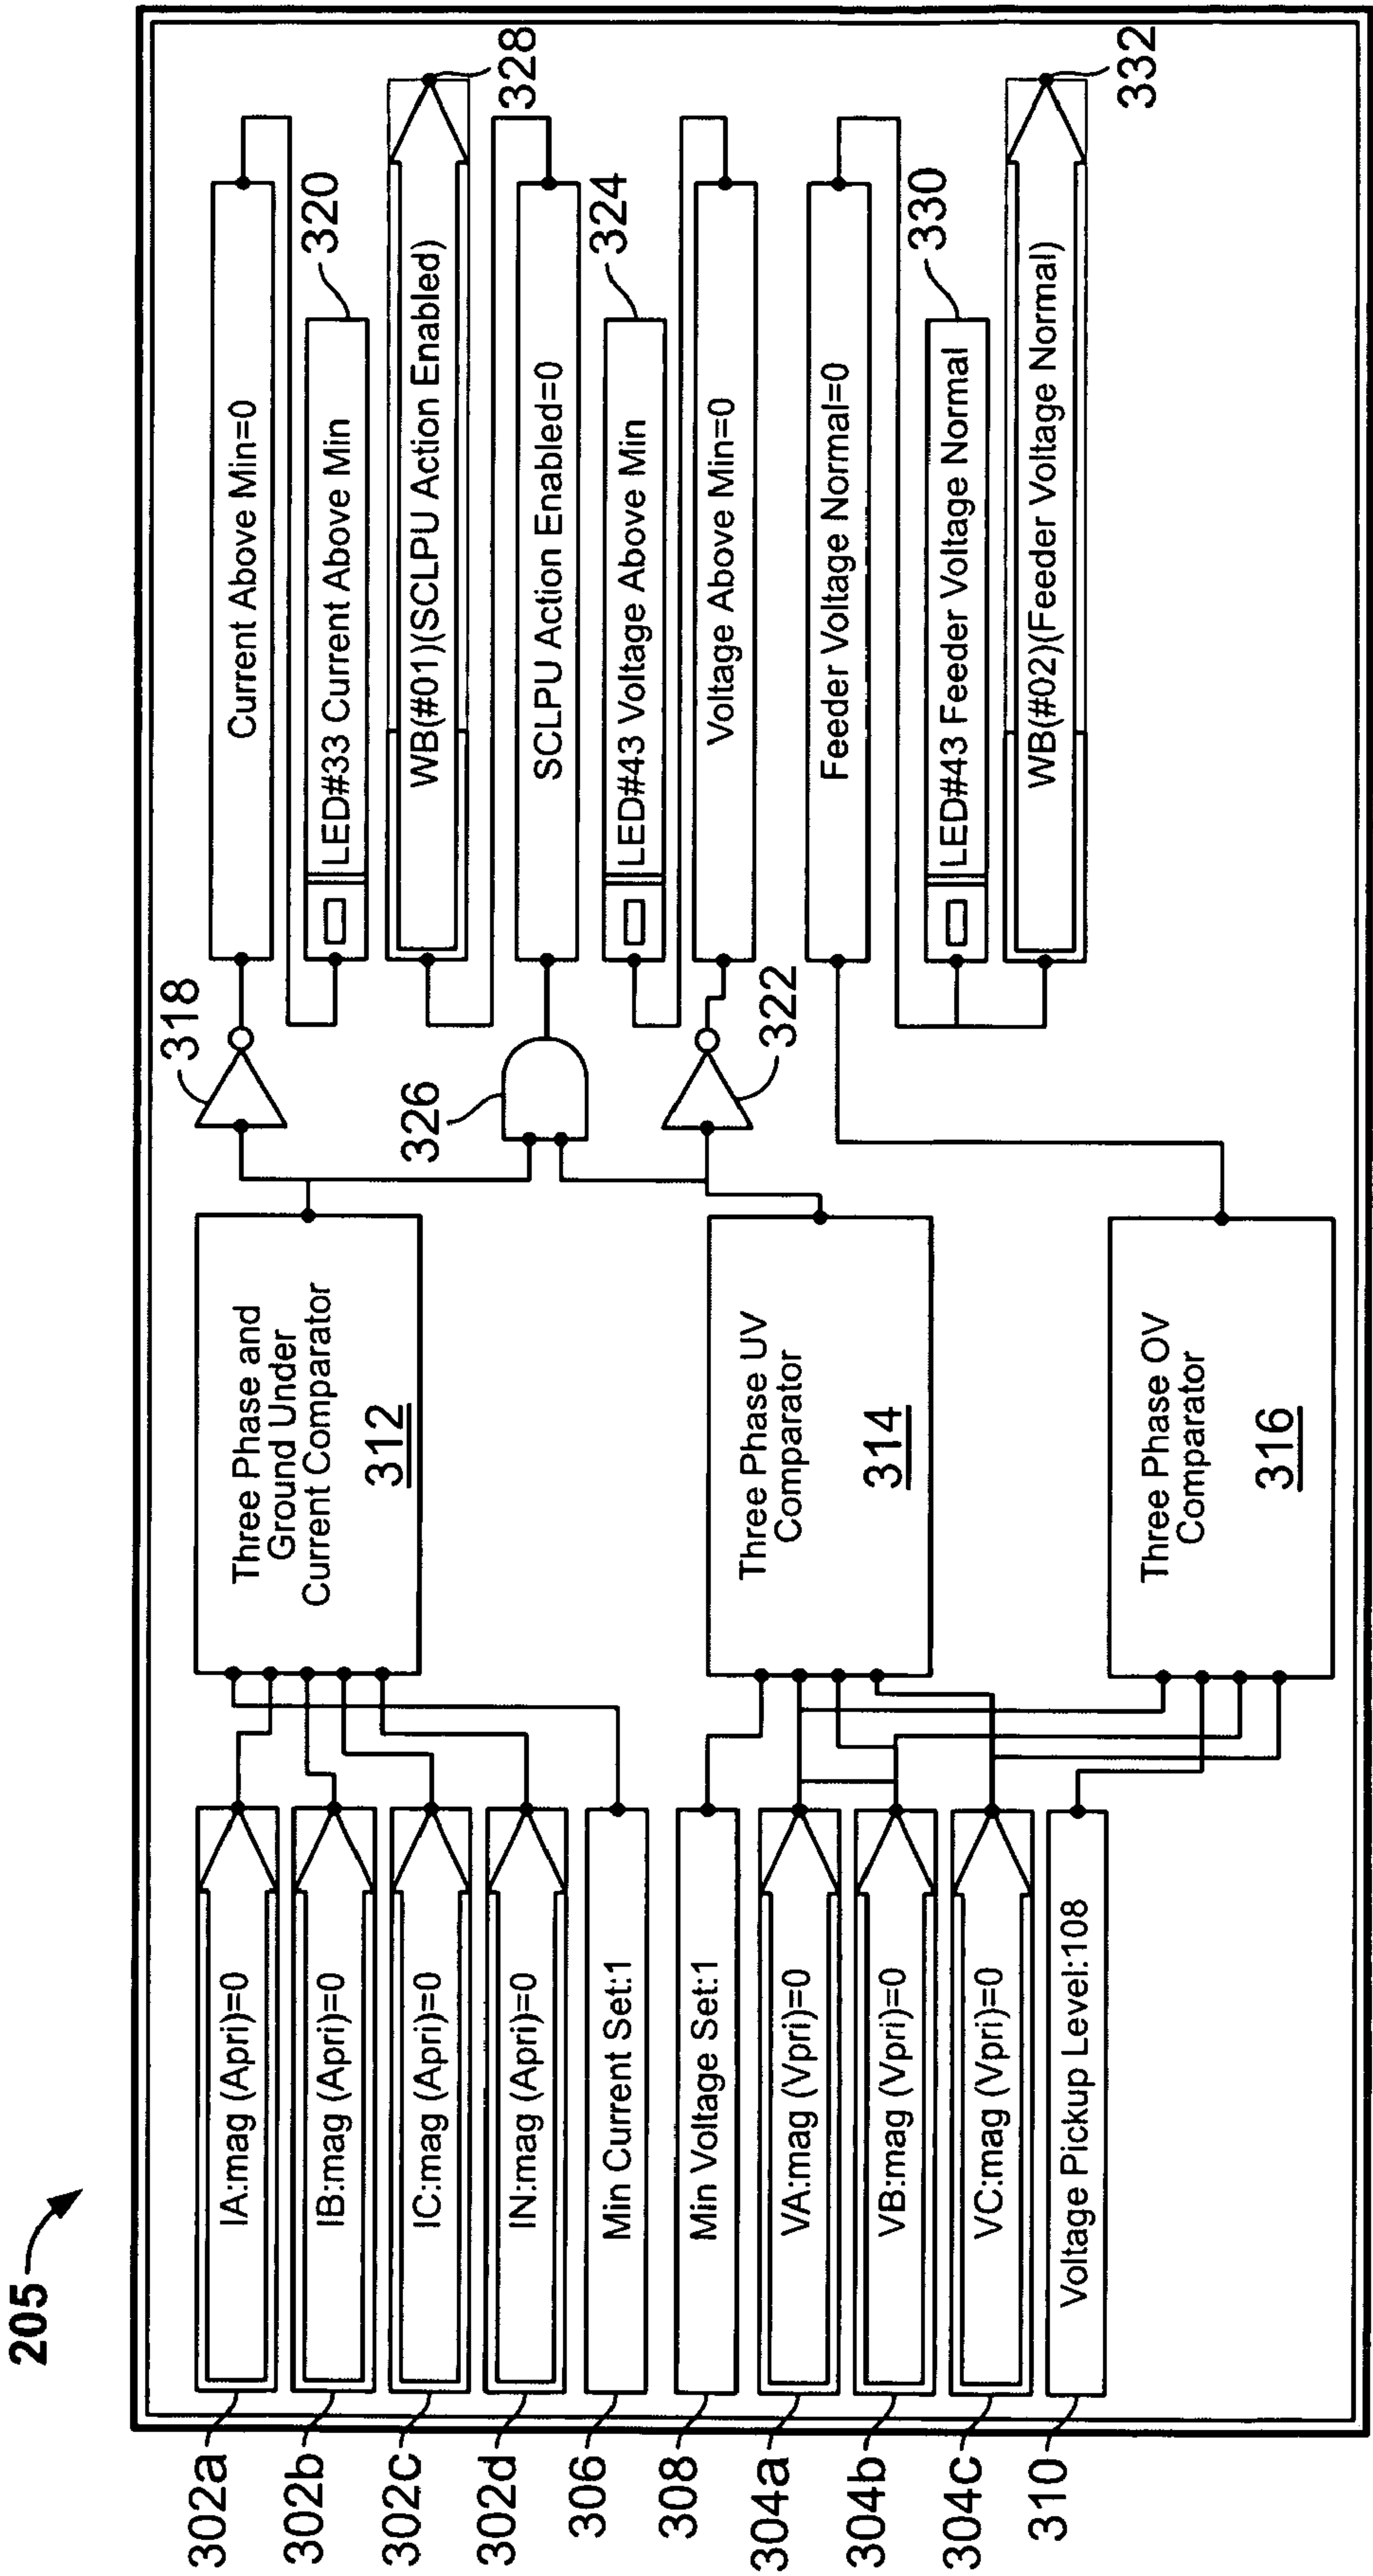 205
302a
IA:mag (Apri)=0
302b
IB:mag (Apri)=0
302c
IC:mag (Apri)=0
302d
IN:mag (Apri)=0
306
Min Current Set:1
308
Min Voltage Set:1
304a
VA:mag (Vpri)=0
304b
VB:mag (Vpri)=0
304c
VC:mag (Vpri)=0
310
Voltage Pickup Level:108
Three Phase and
Ground Under
Current Comparator
312
Three Phase UV
Comparator
314
Three Phase OV
Comparator
316
318
326
322
Current Above Min=0
LED#33 Current Above Min
320
WB(#01)(SCLPU Action Enabled)
328
SCLPU Action Enabled=0
LED#43 Voltage Above Min
324
Voltage Above Min=0
Feeder Voltage Normal=0
LED#43 Feeder Voltage Normal
330
WB(#02)(Feeder Voltage Normal)
332